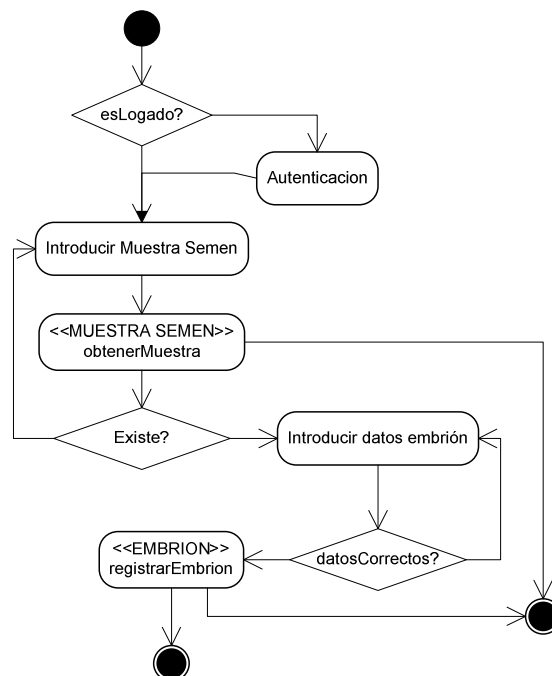 esLogado?
Autenticacion
Introducir Muestra Semen
<<MUESTRA SEMEN>>
obtenerMuestra
Existe?
Introducir datos embrión
<<EMBRION>>
registrarEmbrion
datosCorrectos?